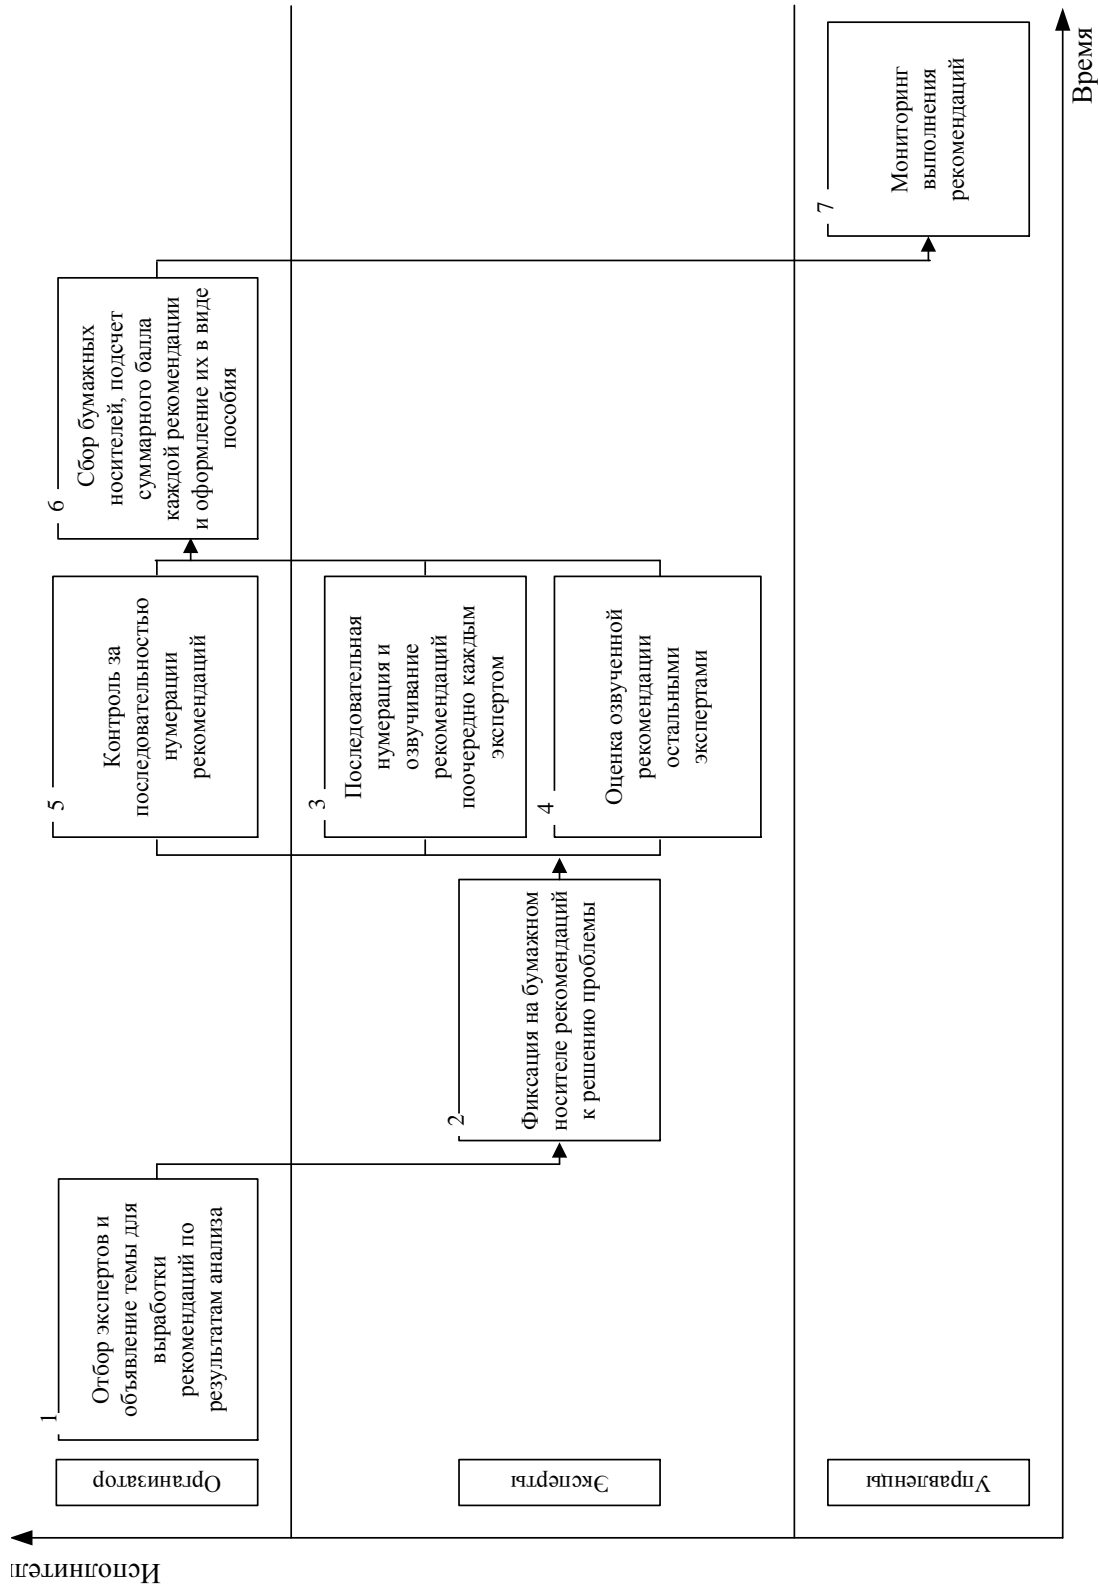 Исполнител
Организатор
1
Отбор экспертов и
объявление темы для
выработки
рекомендаций по
результатам анализа
5
Контроль за
последовательностью
нумерации
рекомендаций
6
Сбор бумажных
носителей, подсчет
суммарного балла
каждой рекомендации
и оформление их в виде
пособия
Эксперты
2
Фиксация на бумажном
носителе рекомендаций
к решению проблемы
3
Последовательная
нумерация и
озвучивание
рекомендаций
поочередно каждым
экспертом
4
Оценка озвученной
рекомендации
остальными
экспертами
Управленцы
7
Мониторинг
выполнения
рекомендаций
Время